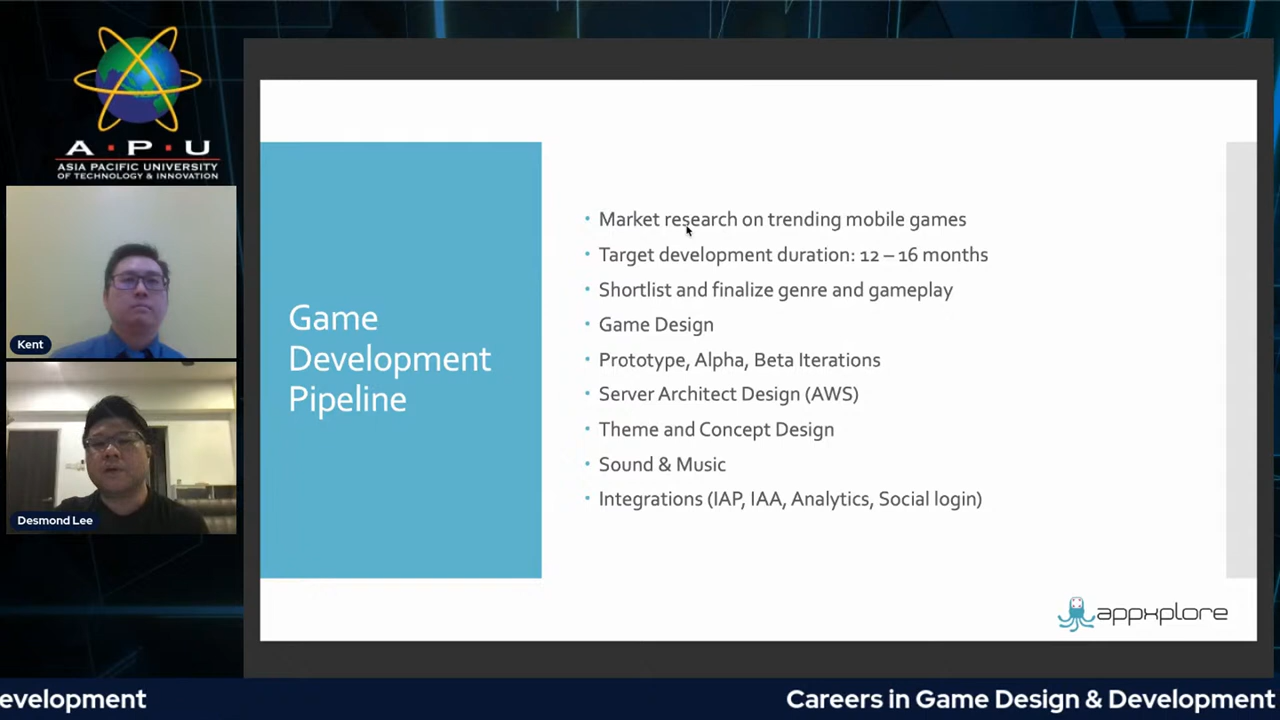 A·P·U
ASIA PACIFIC UNIVERSITY
OF TECHNOLOGY & INNOVATION
Kent
Desmond Lee
Game
Development
Pipeline
• Market research on trending mobile games
• Target development duration: 12 – 16 months
• Shortlist and finalize genre and gameplay
• Game Design
• Prototype, Alpha, Beta Iterations
• Server Architect Design (AWS)
• Theme and Concept Design
• Sound & Music
• Integrations (IAP, IAA, Analytics, Social login)
appxplore
evelopment
Careers in Game Design & Development